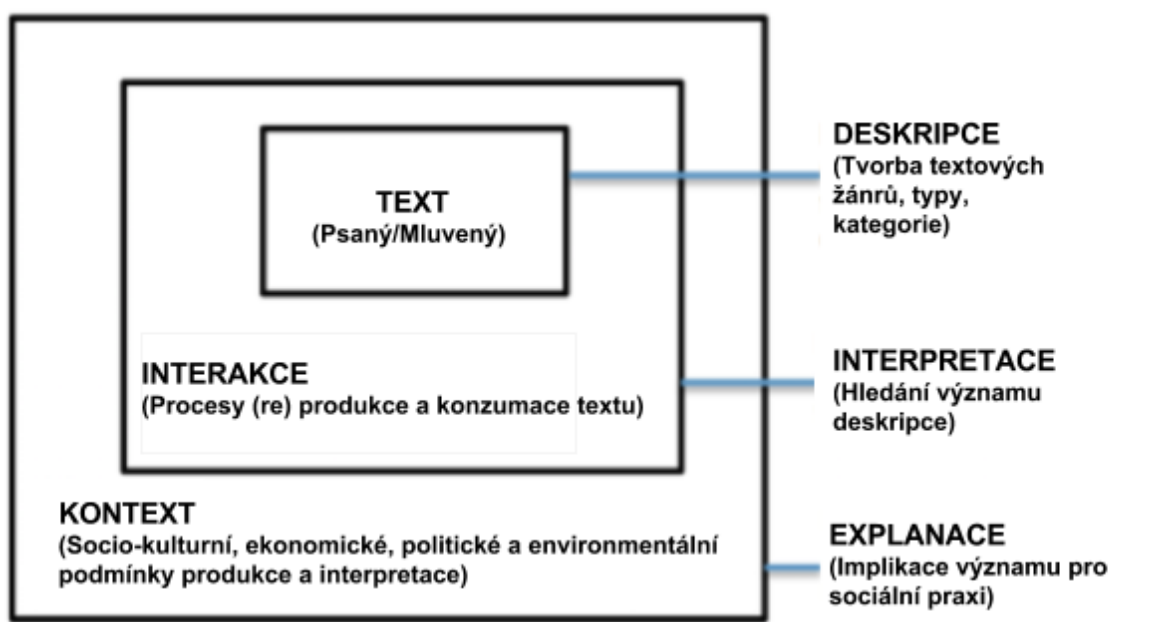 TEXT
(Psaný/Mluvený)
INTERAKCE
(Procesy (re) produkce a konzumace textu)
KONTEXT
(Socio-kulturní, ekonomické, politické a environmentální
podmínky produkce a interpretace)
DESKRIPCE
(Tvorba textových
žánrů, typy,
kategorie)
INTERPRETACE
(Hledání významu
deskripce)
EXPLANACE
(Implikace významu pro
sociální praxi)